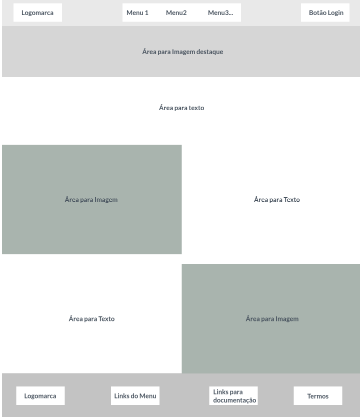 Logomarca
Menu 1 Menu2 Menu3...
Botão Login
Área para Imagem destaque
Área para texto
Área para Imagem
Área para Texto
Área para Texto
Área para Imagem
Logomarca
Links do Menu
Links para
documentação
Termos